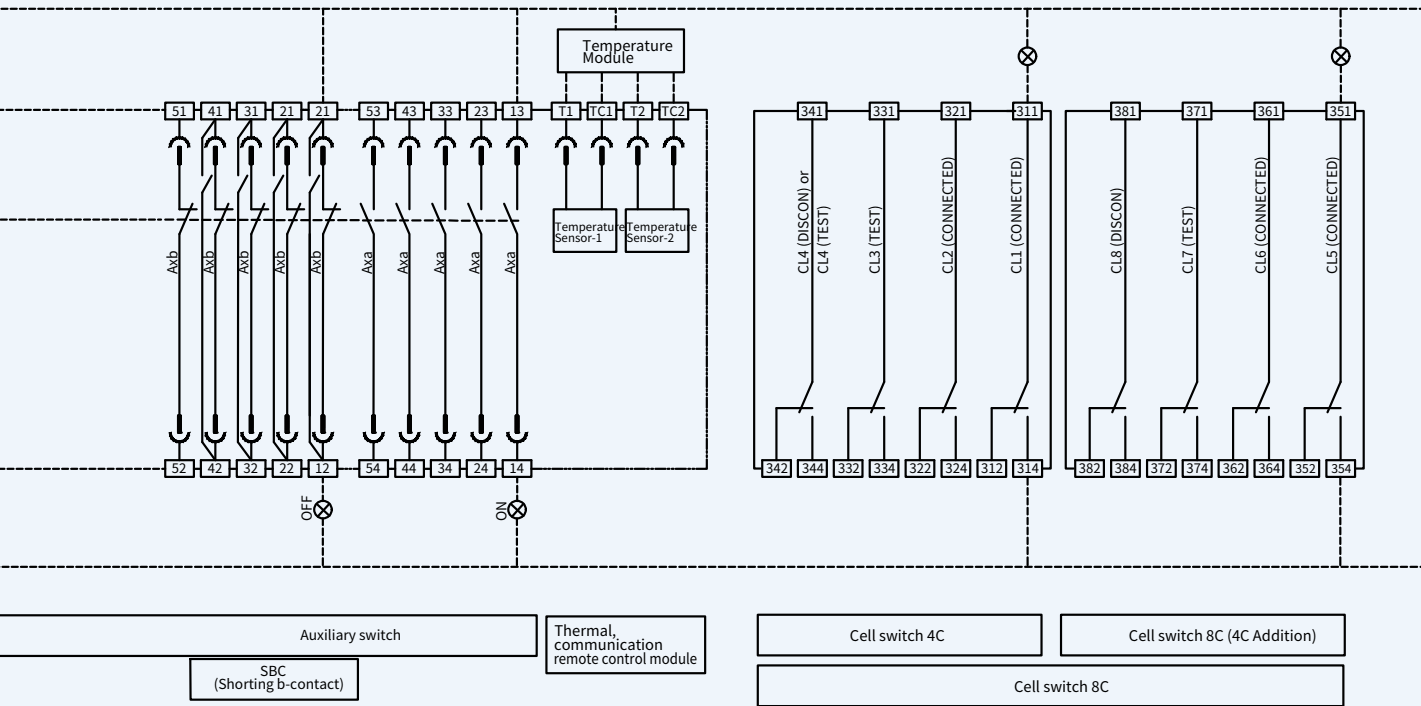 Temperature
Module
51 41 31 21 21 53 43 33 23 13 T1 TC1 T2 TC2 341 331 321 311 381 371 361 351
Axb Axb Axb Axb Axb Axa Axa Axa Axa Axa
Temperature
Sensor-1
Temperature
Sensor-2
CL4 (DISCON) or
CL4 (TEST)
CL3 (TEST)
CL2 (CONNECTED)
CL1 (CONNECTED)
CL8 (DISCON)
CL7 (TEST)
CL6 (CONNECTED)
CL5 (CONNECTED)
52 42 32 22 12 54 44 34 24 14 342 344 332 334 322 324 312 314 382 384 372 374 362 364 352 354
OFF
ON
Auxiliary switch
SBC
(Shorting b-contact)
Thermal,
communication
remote control module
Cell switch 4C
Cell switch 8C (4C Addition)
Cell switch 8C